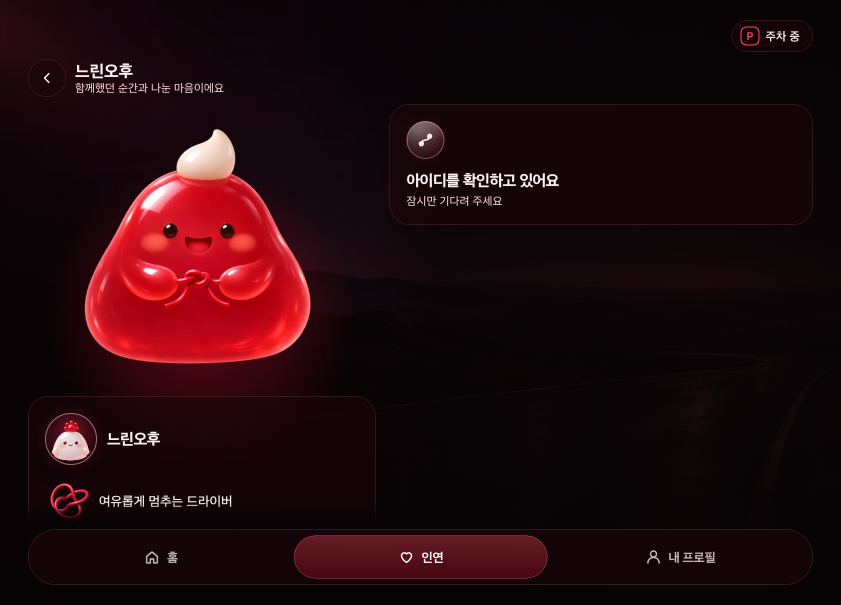 P 주차 중
느린오후
함께했던 순간과 나눈 마음이에요
아이디를 확인하고 있어요
잠시만 기다려 주세요
느린오후
여유롭게 멈추는 드라이버
홈
인연
내 프로필